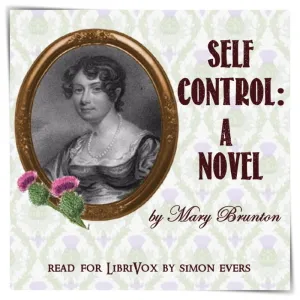 SELF
CONTROL:
A
NOVEL
by Mary Brunton
READ FOR LIBRIVOX BY SIMON EVERS